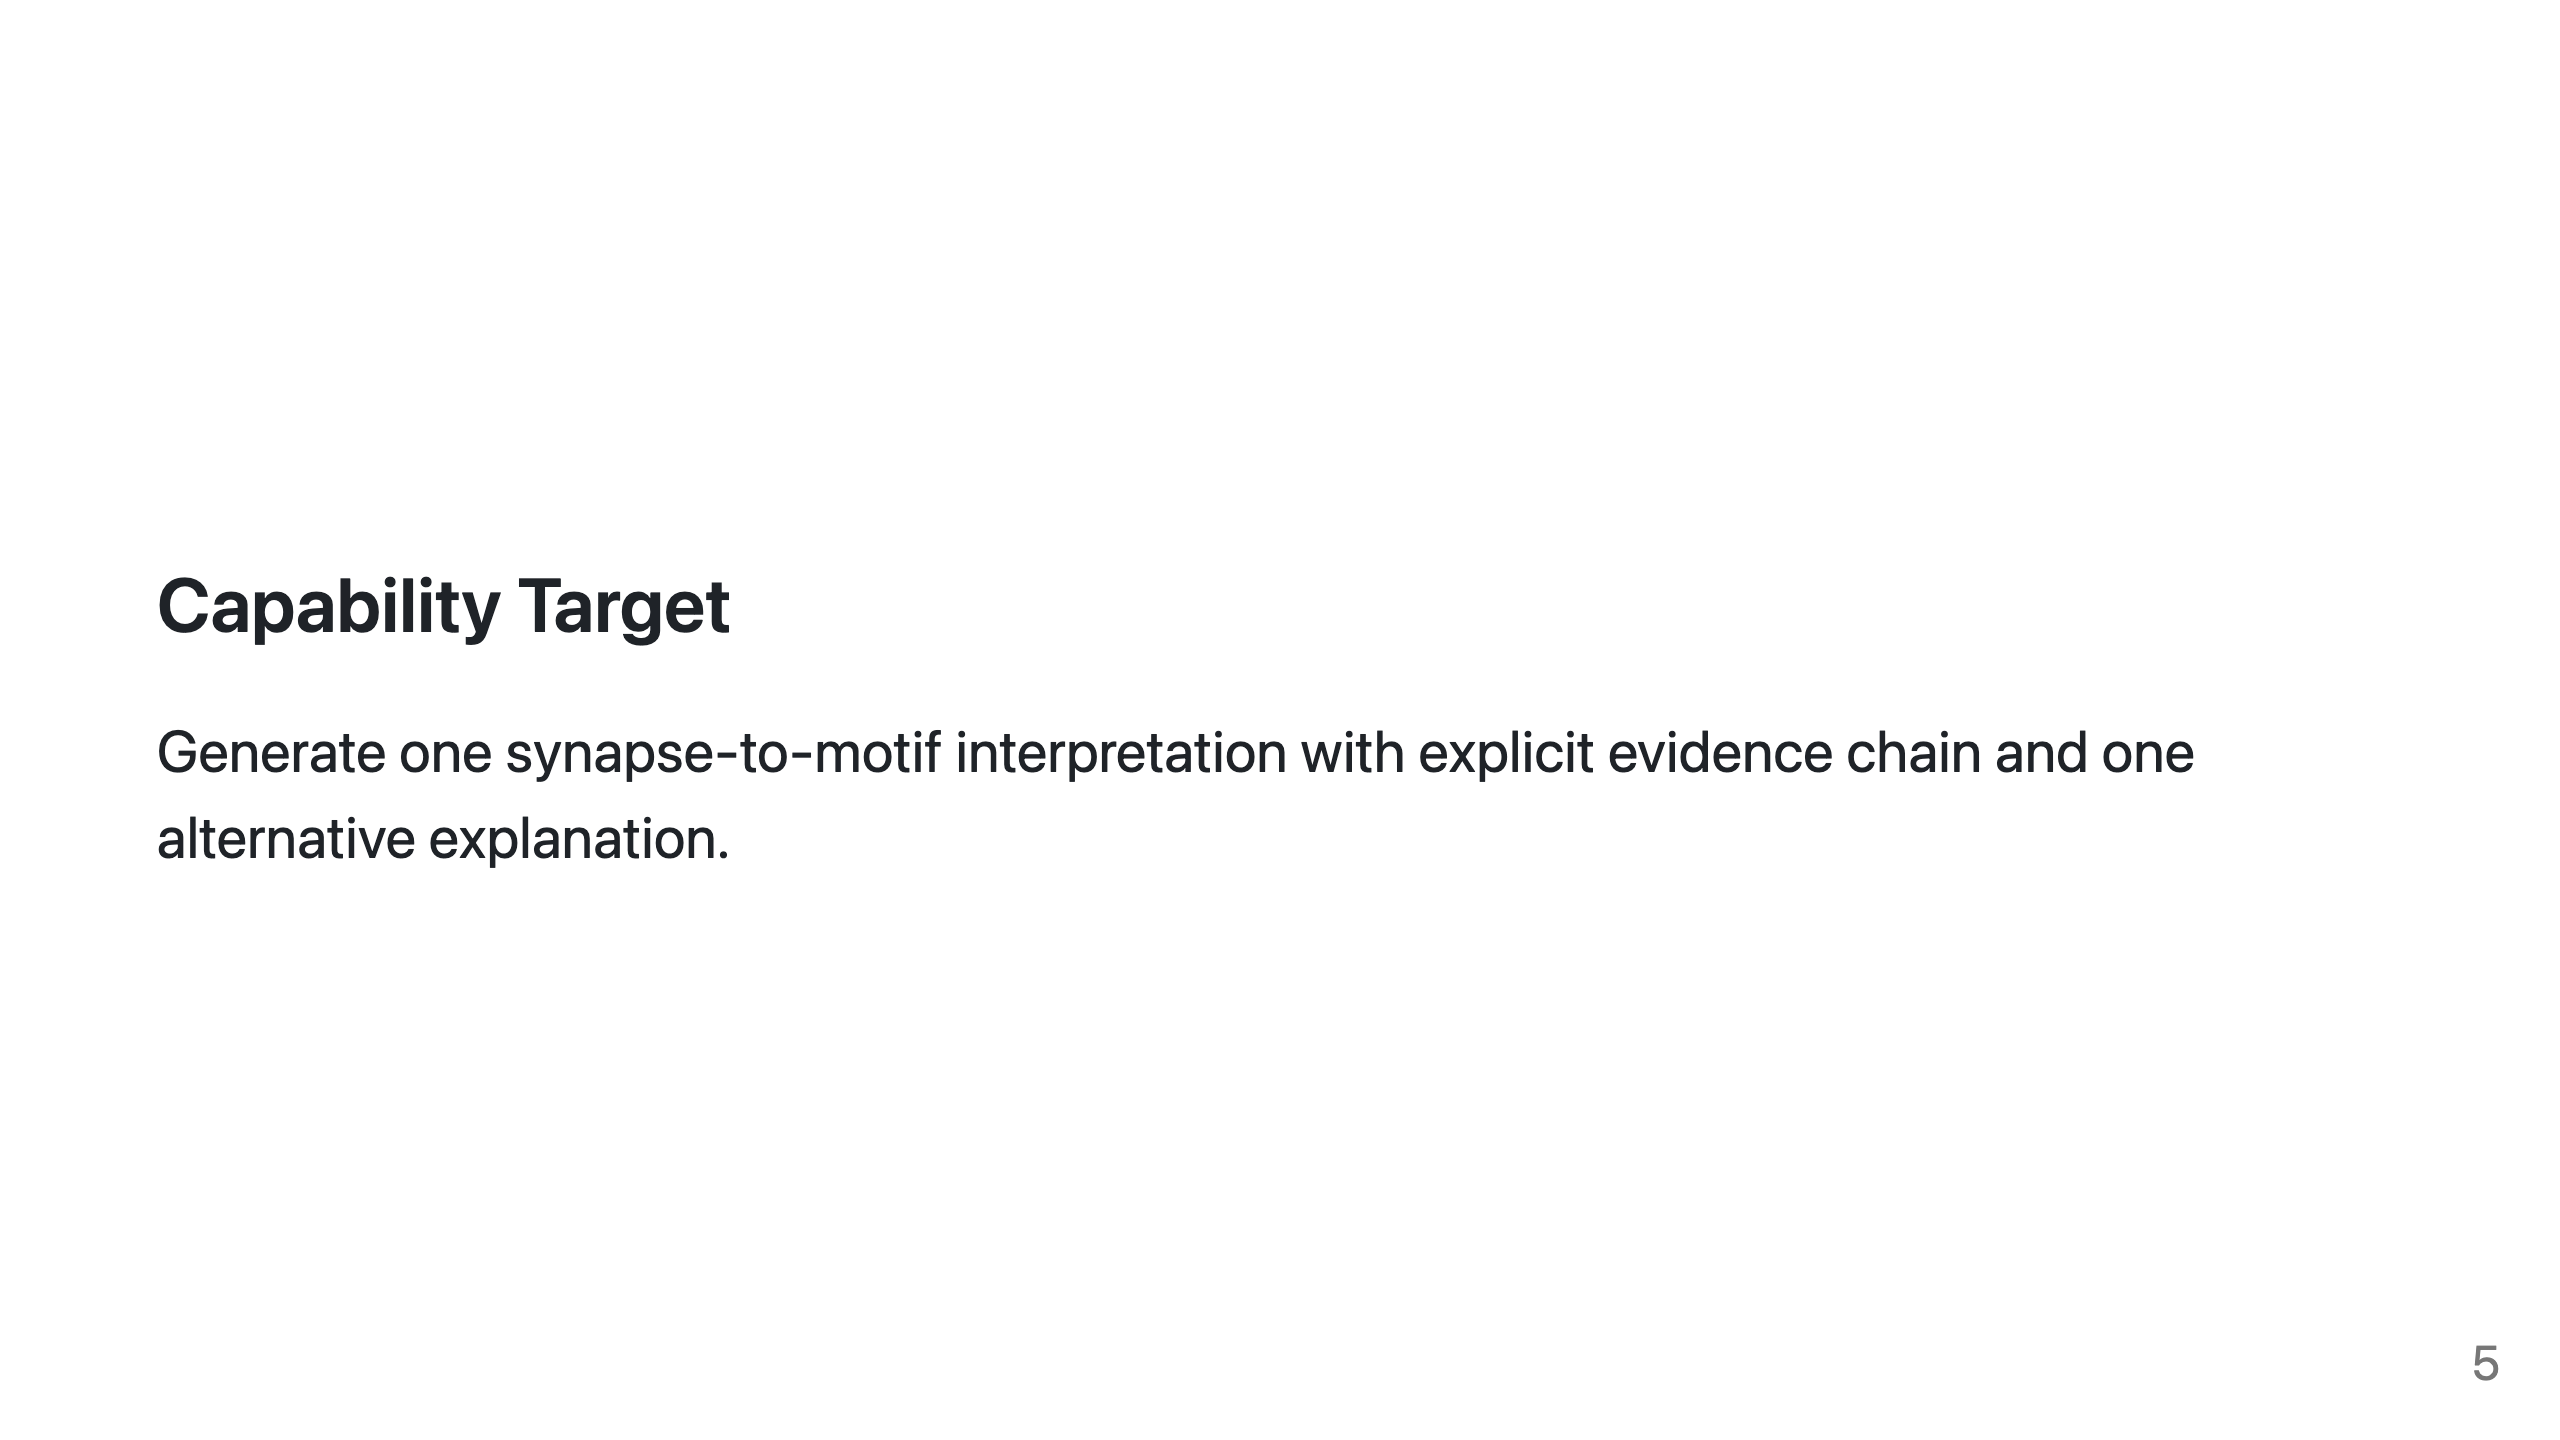 Capability Target
Generate one synapse-to-motif interpretation with explicit evidence chain and one
alternative explanation.
5